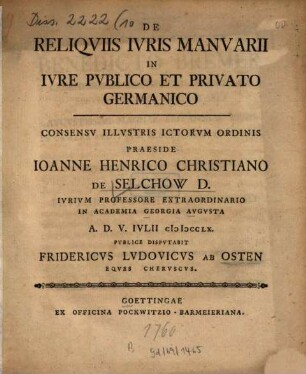 Diss. 2222 (10
DE
RELIQVIIS IVRIS MANVARII
IN
IVRE PVBLICO ET PRIVATO
GERMANICO
CONSENSV ILLVSTRIS ICTORVM ORDINIS
PRAESIDE
IOANNE HENRICO CHRISTIANO
DE SELCHOW D.
IVRIVM PROFESSORE EXTRAORDINARIO
IN ACADEMIA GEORGIA AVGVSTA
A. D. V. IVLII cIɔIɔccLX.
PVBLICE DISPVTABIT
FRIDERICVS LVDOVICVS AB OSTEN
EQVES CHERVSCVS.
GOETTINGAE
EX OFFICINA POCKWITZIO - BARMEIERIANA.
1760